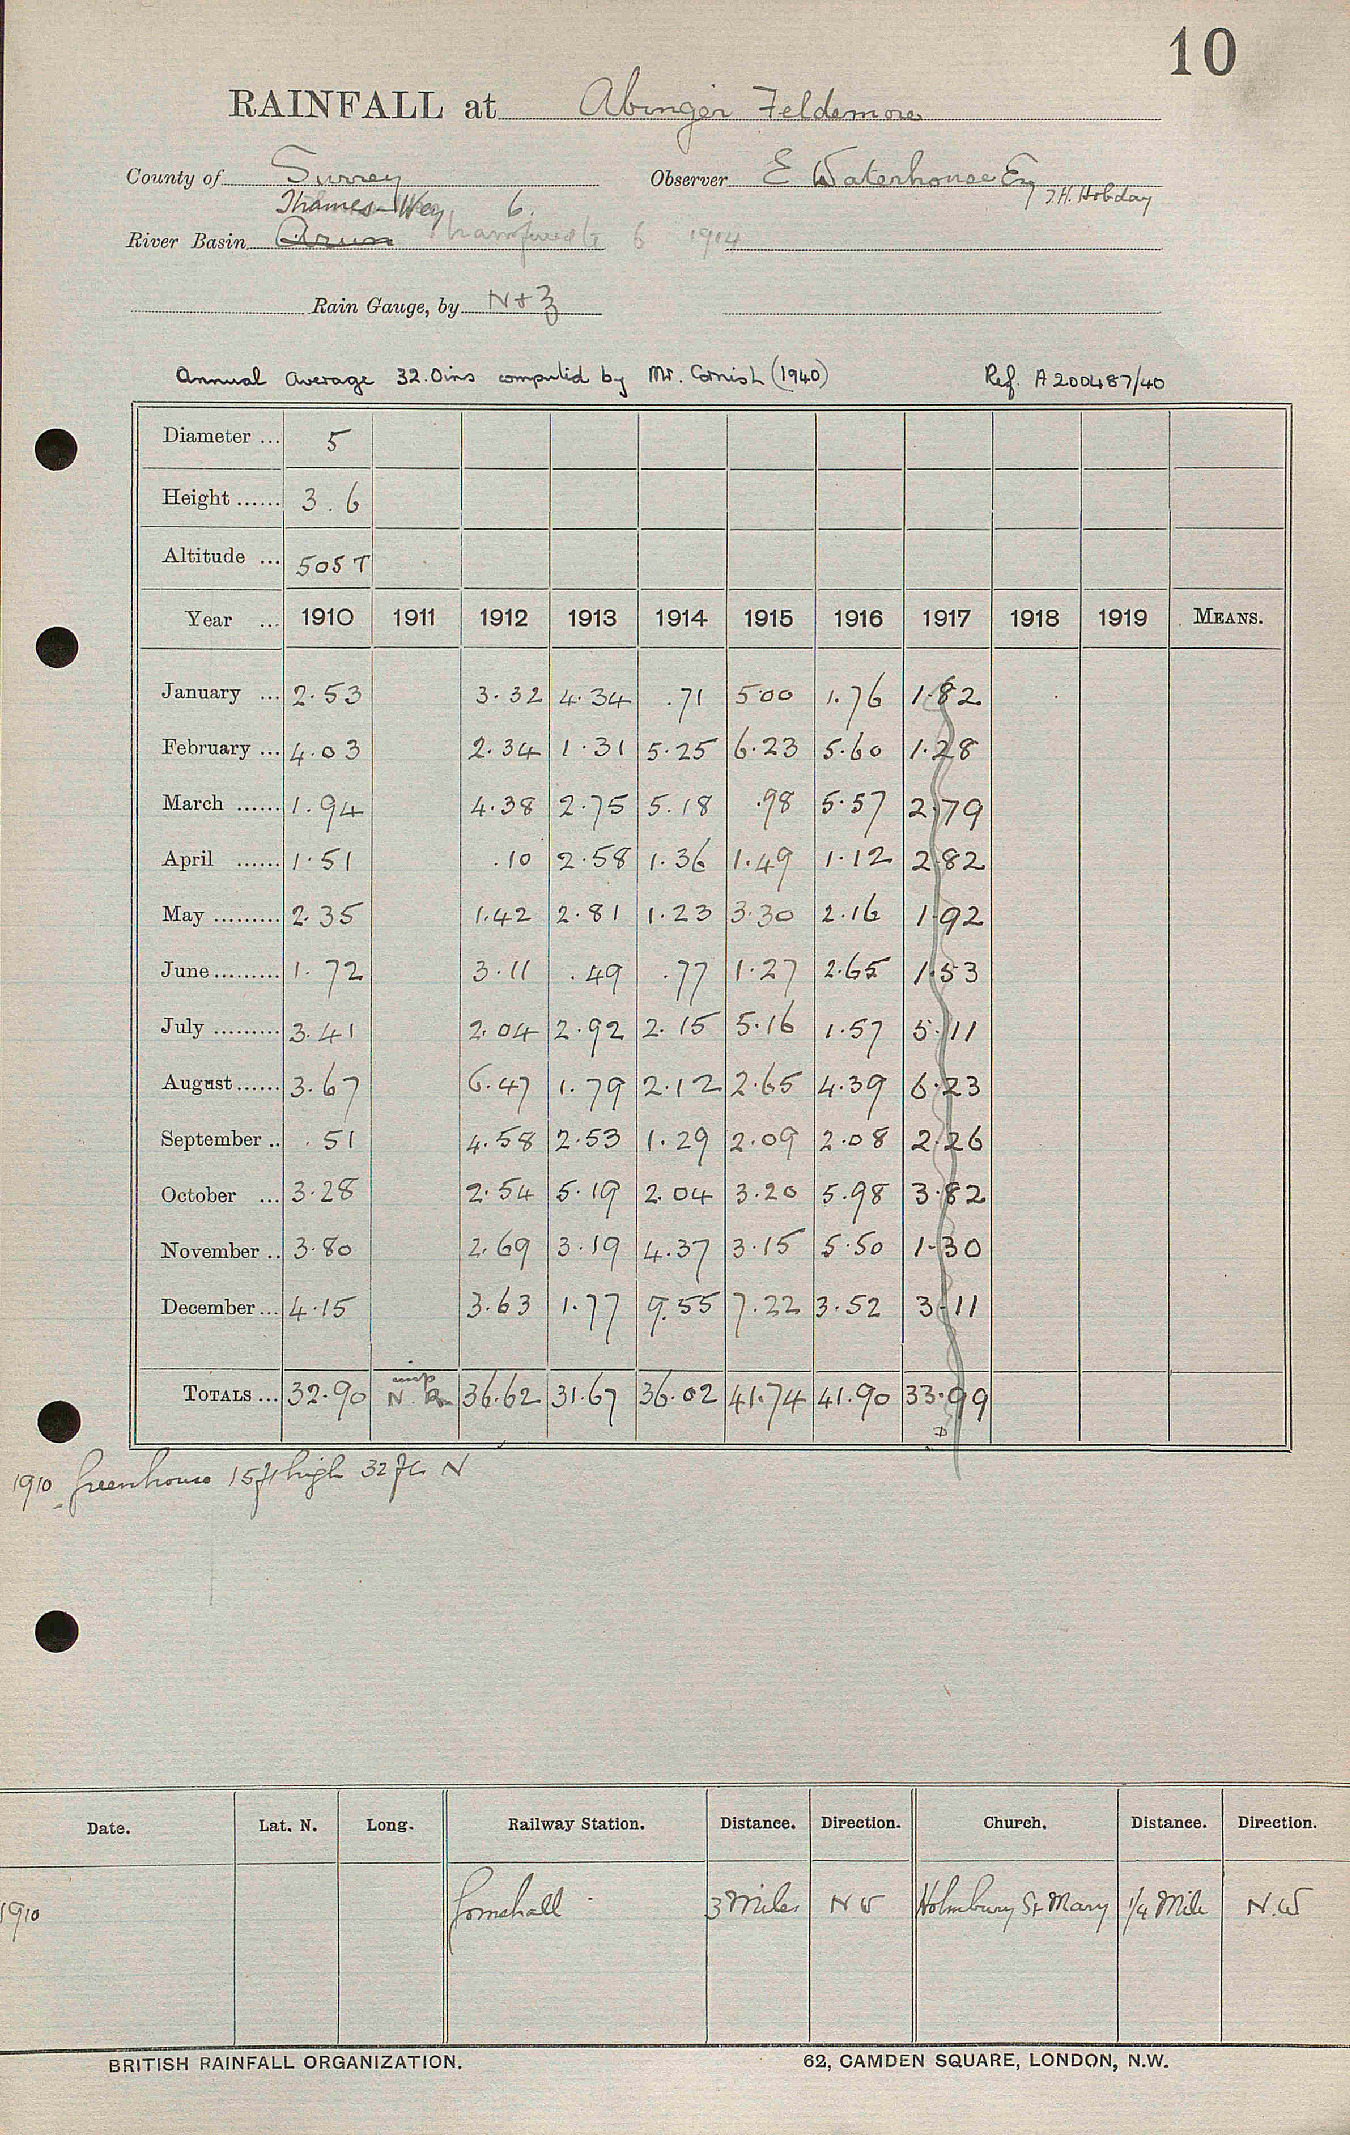 10
RAINFALL at Abinger Feldemore
County of Surrey Observer E Waterhouse Esq J.H. Hobday
Thames-Wey 6.
River Basin Arun transferred to 6 1914
Rain Gauge, by N + Z
Annual Average 32.0ins computed by Mr. Cornish (1940) Ref. A200487/40
Diameter ... 5
Height ...... 3. 6
Altitude ... 505 T
Year ... 1910 1911 1912 1913 1914 1915 1916 1917 1918 1919 MEANS.
January ... 2.53 3.32 4.34 .71 5.00 1.76 1.82
February ... 4.03 2.34 1.31 5.25 6.23 5.60 1.28
March ...... 1.94 4.38 2.75 5.18 .98 5.57 2.79
April ...... 1.51 .10 2.58 1.36 1.49 1.12 2.82
May ......... 2.35 1.42 2.81 1.23 3.30 2.16 1.92
June ......... 1.72 3.11 .49 .77 1.27 2.65 1.53
July ......... 3.41 2.04 2.92 2.15 5.16 1.57 5.11
August ...... 3.67 6.47 1.79 2.12 2.65 4.39 6.23
September .. .51 4.58 2.53 1.29 2.09 2.08 2.26
October ... 3.28 2.54 5.19 2.04 3.20 5.98 3.82
November .. 3.80 2.69 3.19 4.37 3.15 5.50 1.30
December ... 4.15 3.63 1.77 9.55 7.22 3.52 3.11
TOTALS ... 32.90 36.62 31.67 36.02 41.74 41.90 33.99
1910 Greenhouse 15ft high 32 ft N
Date. Lat. N. Long. Railway Station. Distance. Direction. Church. Distance. Direction.
1910 Gomshall 3 Miles NW Holmbury St Mary 1/4 Mile N.W
BRITISH RAINFALL ORGANIZATION. 62, CAMDEN SQUARE, LONDON, N.W.